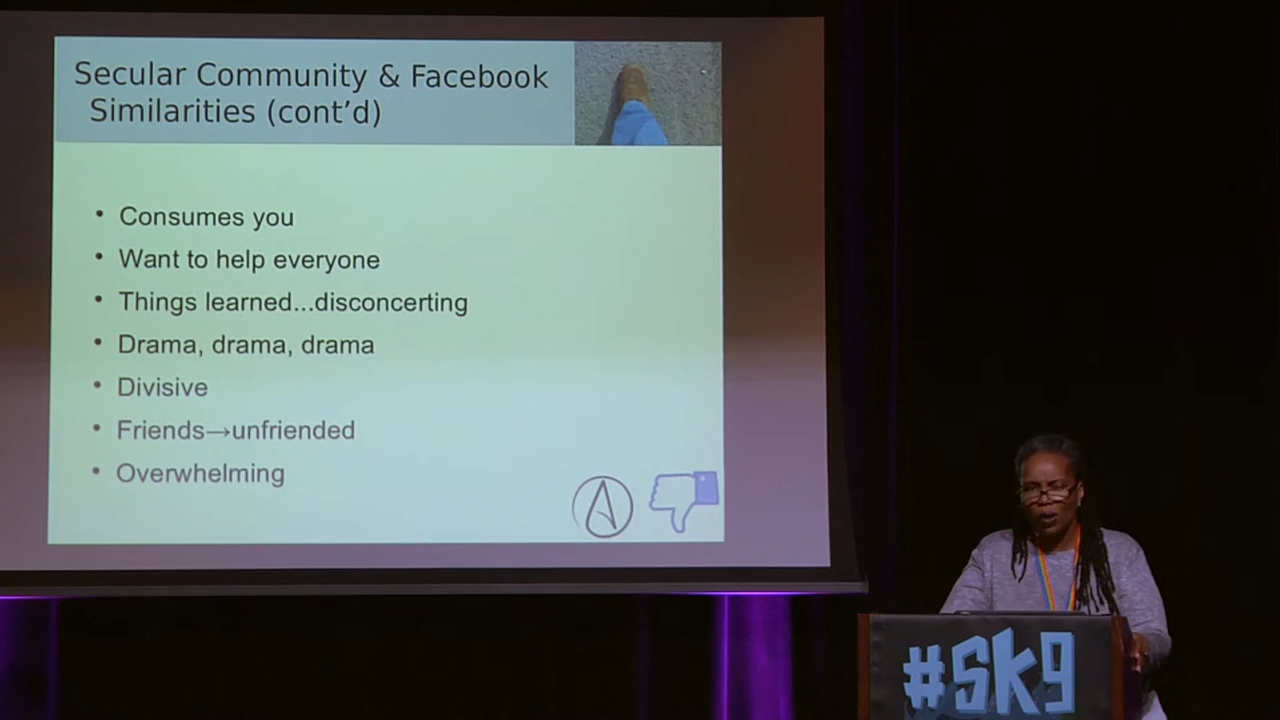 Secular Community & Facebook
Similarities (cont’d)
• Consumes you
• Want to help everyone
• Things learned...disconcerting
• Drama, drama, drama
• Divisive
• Friends→unfriended
• Overwhelming
#SK9